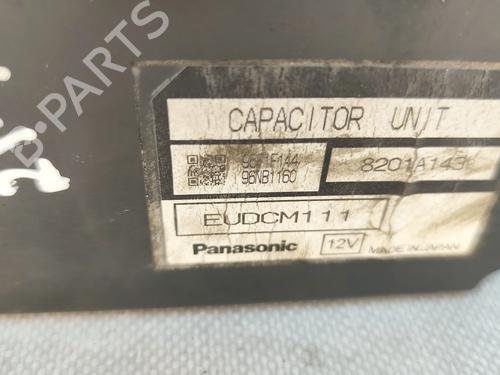 B-PARTS
CAPACITOR UNIT
96NB1160
8201A143
EUDCM111
Panasonic
12V
MADE IN JAPAN